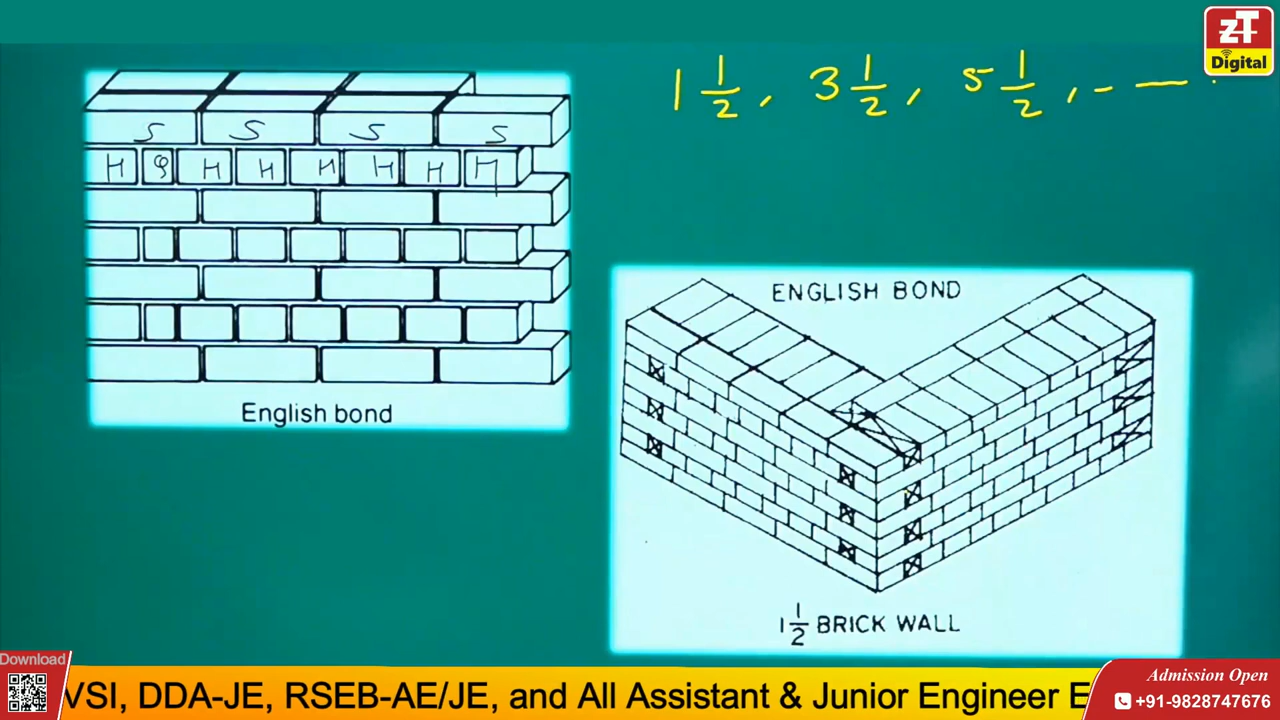 zT
Digital
1 1/2, 3 1/2, 5 1/2, - —
S S S S
H Q H H H H H H
English bond
ENGLISH BOND
1 1/2 BRICK WALL
Download
VSI, DDA-JE, RSEB-AE/JE, and All Assistant & Junior Engineer E
Admission Open
+91-9828747676